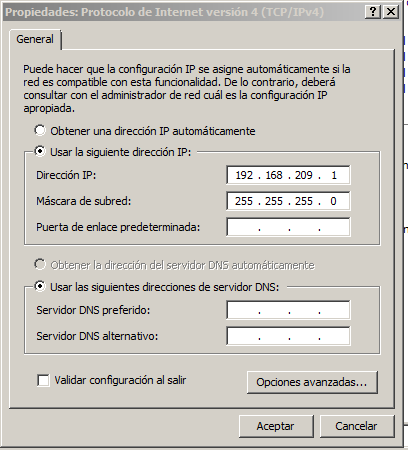 Propiedades: Protocolo de Internet versión 4 (TCP/IPv4)
General
Puede hacer que la configuración IP se asigne automáticamente si la
red es compatible con esta funcionalidad. De lo contrario, deberá
consultar con el administrador de red cuál es la configuración IP
apropiada.
Obtener una dirección IP automáticamente
Usar la siguiente dirección IP:
Dirección IP: 192 . 168 . 209 . 1
Máscara de subred: 255 . 255 . 255 . 0
Puerta de enlace predeterminada: . . .
Obtener la dirección del servidor DNS automáticamente
Usar las siguientes direcciones de servidor DNS:
Servidor DNS preferido: . . .
Servidor DNS alternativo: . . .
Validar configuración al salir
Opciones avanzadas...
Aceptar Cancelar